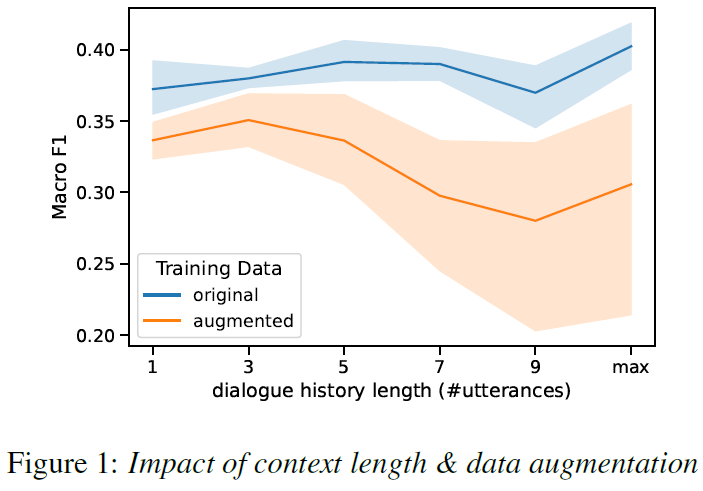 0.40
0.35
0.30
0.25
0.20
Macro F1
Training Data
original
augmented
1 3 5 7 9 max
dialogue history length (#utterances)
Figure 1: Impact of context length & data augmentation